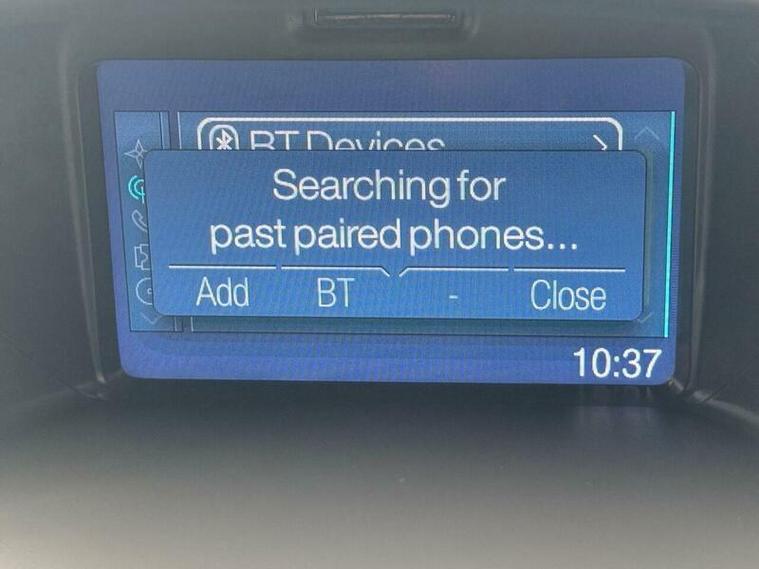 BT Devices
Searching for
past paired phones...
Add BT - Close
10:37